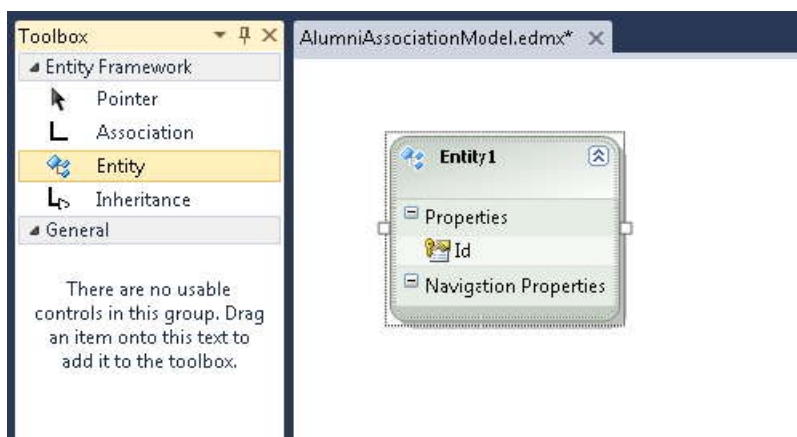 Toolbox
Entity Framework
Pointer
Association
Entity
Inheritance
General
There are no usable
controls in this group. Drag
an item onto this text to
add it to the toolbox.
AlumniAssociationModel.edmx*
Entity1
Properties
Id
Navigation Properties